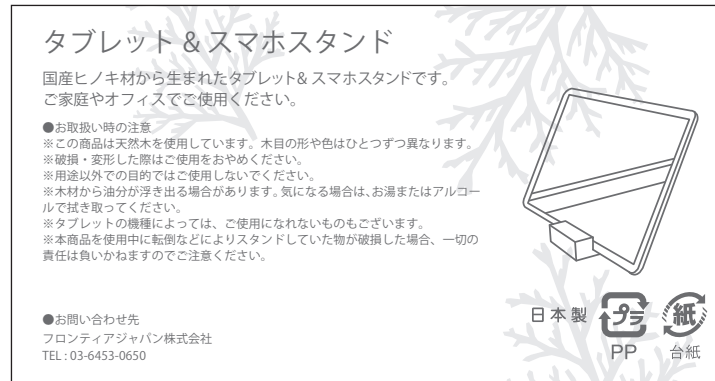 タブレット & スマホスタンド
国産ヒノキ材から生まれたタブレット& スマホスタンドです。
ご家庭やオフィスでご使用ください。
●お取扱い時の注意
※この商品は天然木を使用しています。木目の形や色はひとつずつ異なります。
※破損・変形した際はご使用をおやめください。
※用途以外での目的ではご使用しないでください。
※木材から油分が浮き出る場合があります。気になる場合は、お湯またはアルコー
ルで拭き取ってください。
※タブレットの機種によっては、ご使用になれないものもございます。
※本商品を使用中に転倒などによりスタンドしていた物が破損した場合、一切の
責任は負いかねますのでご注意ください。
●お問い合わせ先
フロンティアジャパン株式会社
TEL : 03-6453-0650
日本製
プラ
PP
紙
台紙